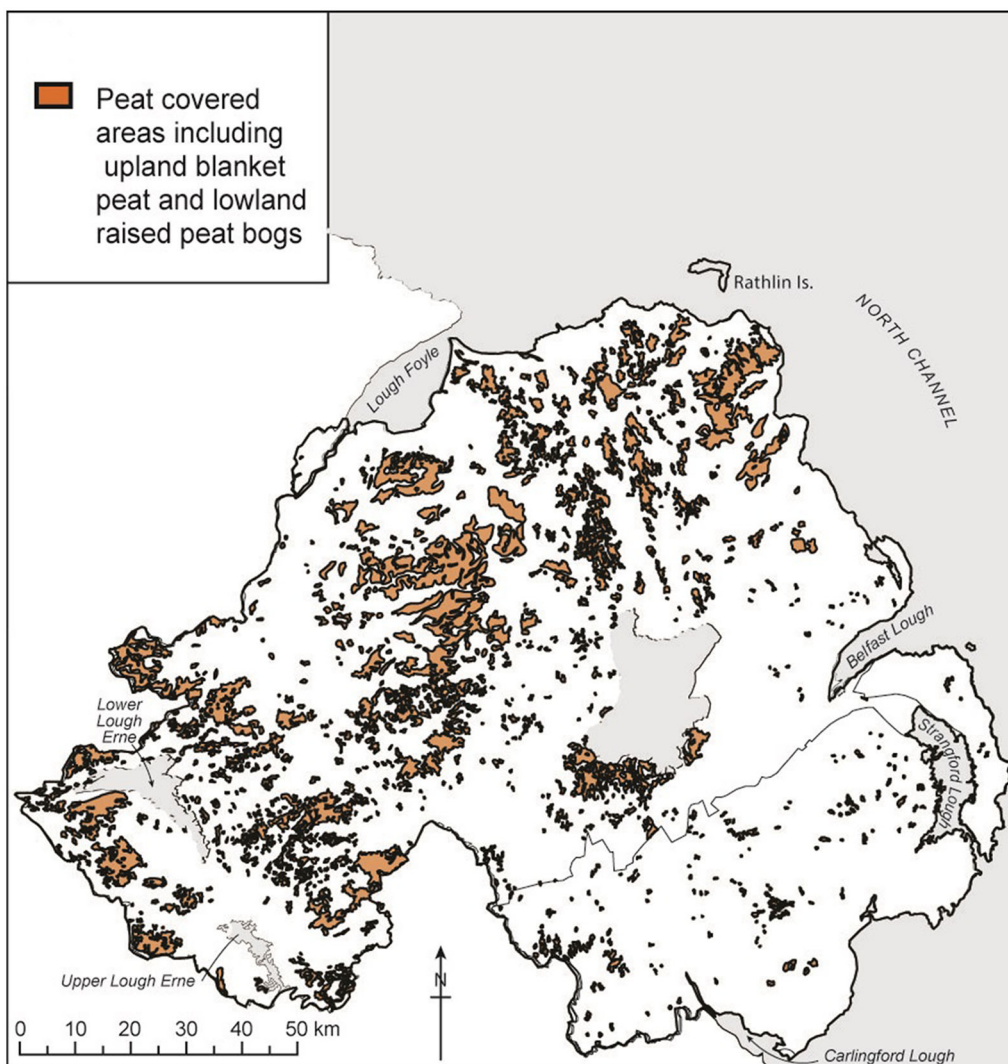 Peat covered
areas including
upland blanket
peat and lowland
raised peat bogs
Rathlin Is.
NORTH CHANNEL
Lough Foyle
Belfast Lough
Lower
Lough
Erne
Strangford Lough
Upper Lough Erne
N
0 10 20 30 40 50 km
Carlingford Lough